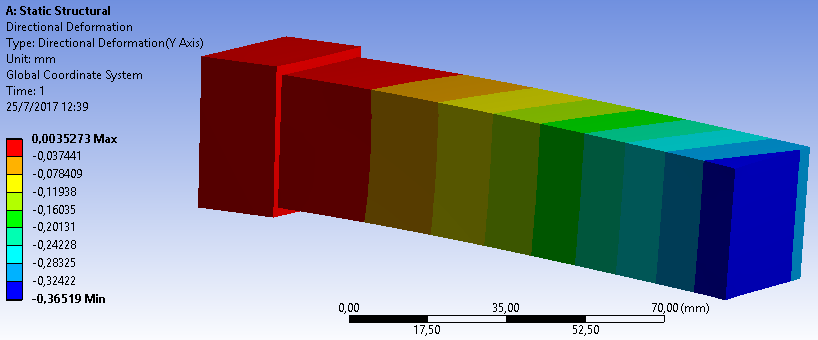 A: Static Structural
Directional Deformation
Type: Directional Deformation(Y Axis)
Unit: mm
Global Coordinate System
Time: 1
25/7/2017 12:39
0,0035273 Max
-0,037441
-0,078409
-0,11938
-0,16035
-0,20131
-0,24228
-0,28325
-0,32422
-0,36519 Min
0,00 35,00 70,00 (mm)
17,50 52,50